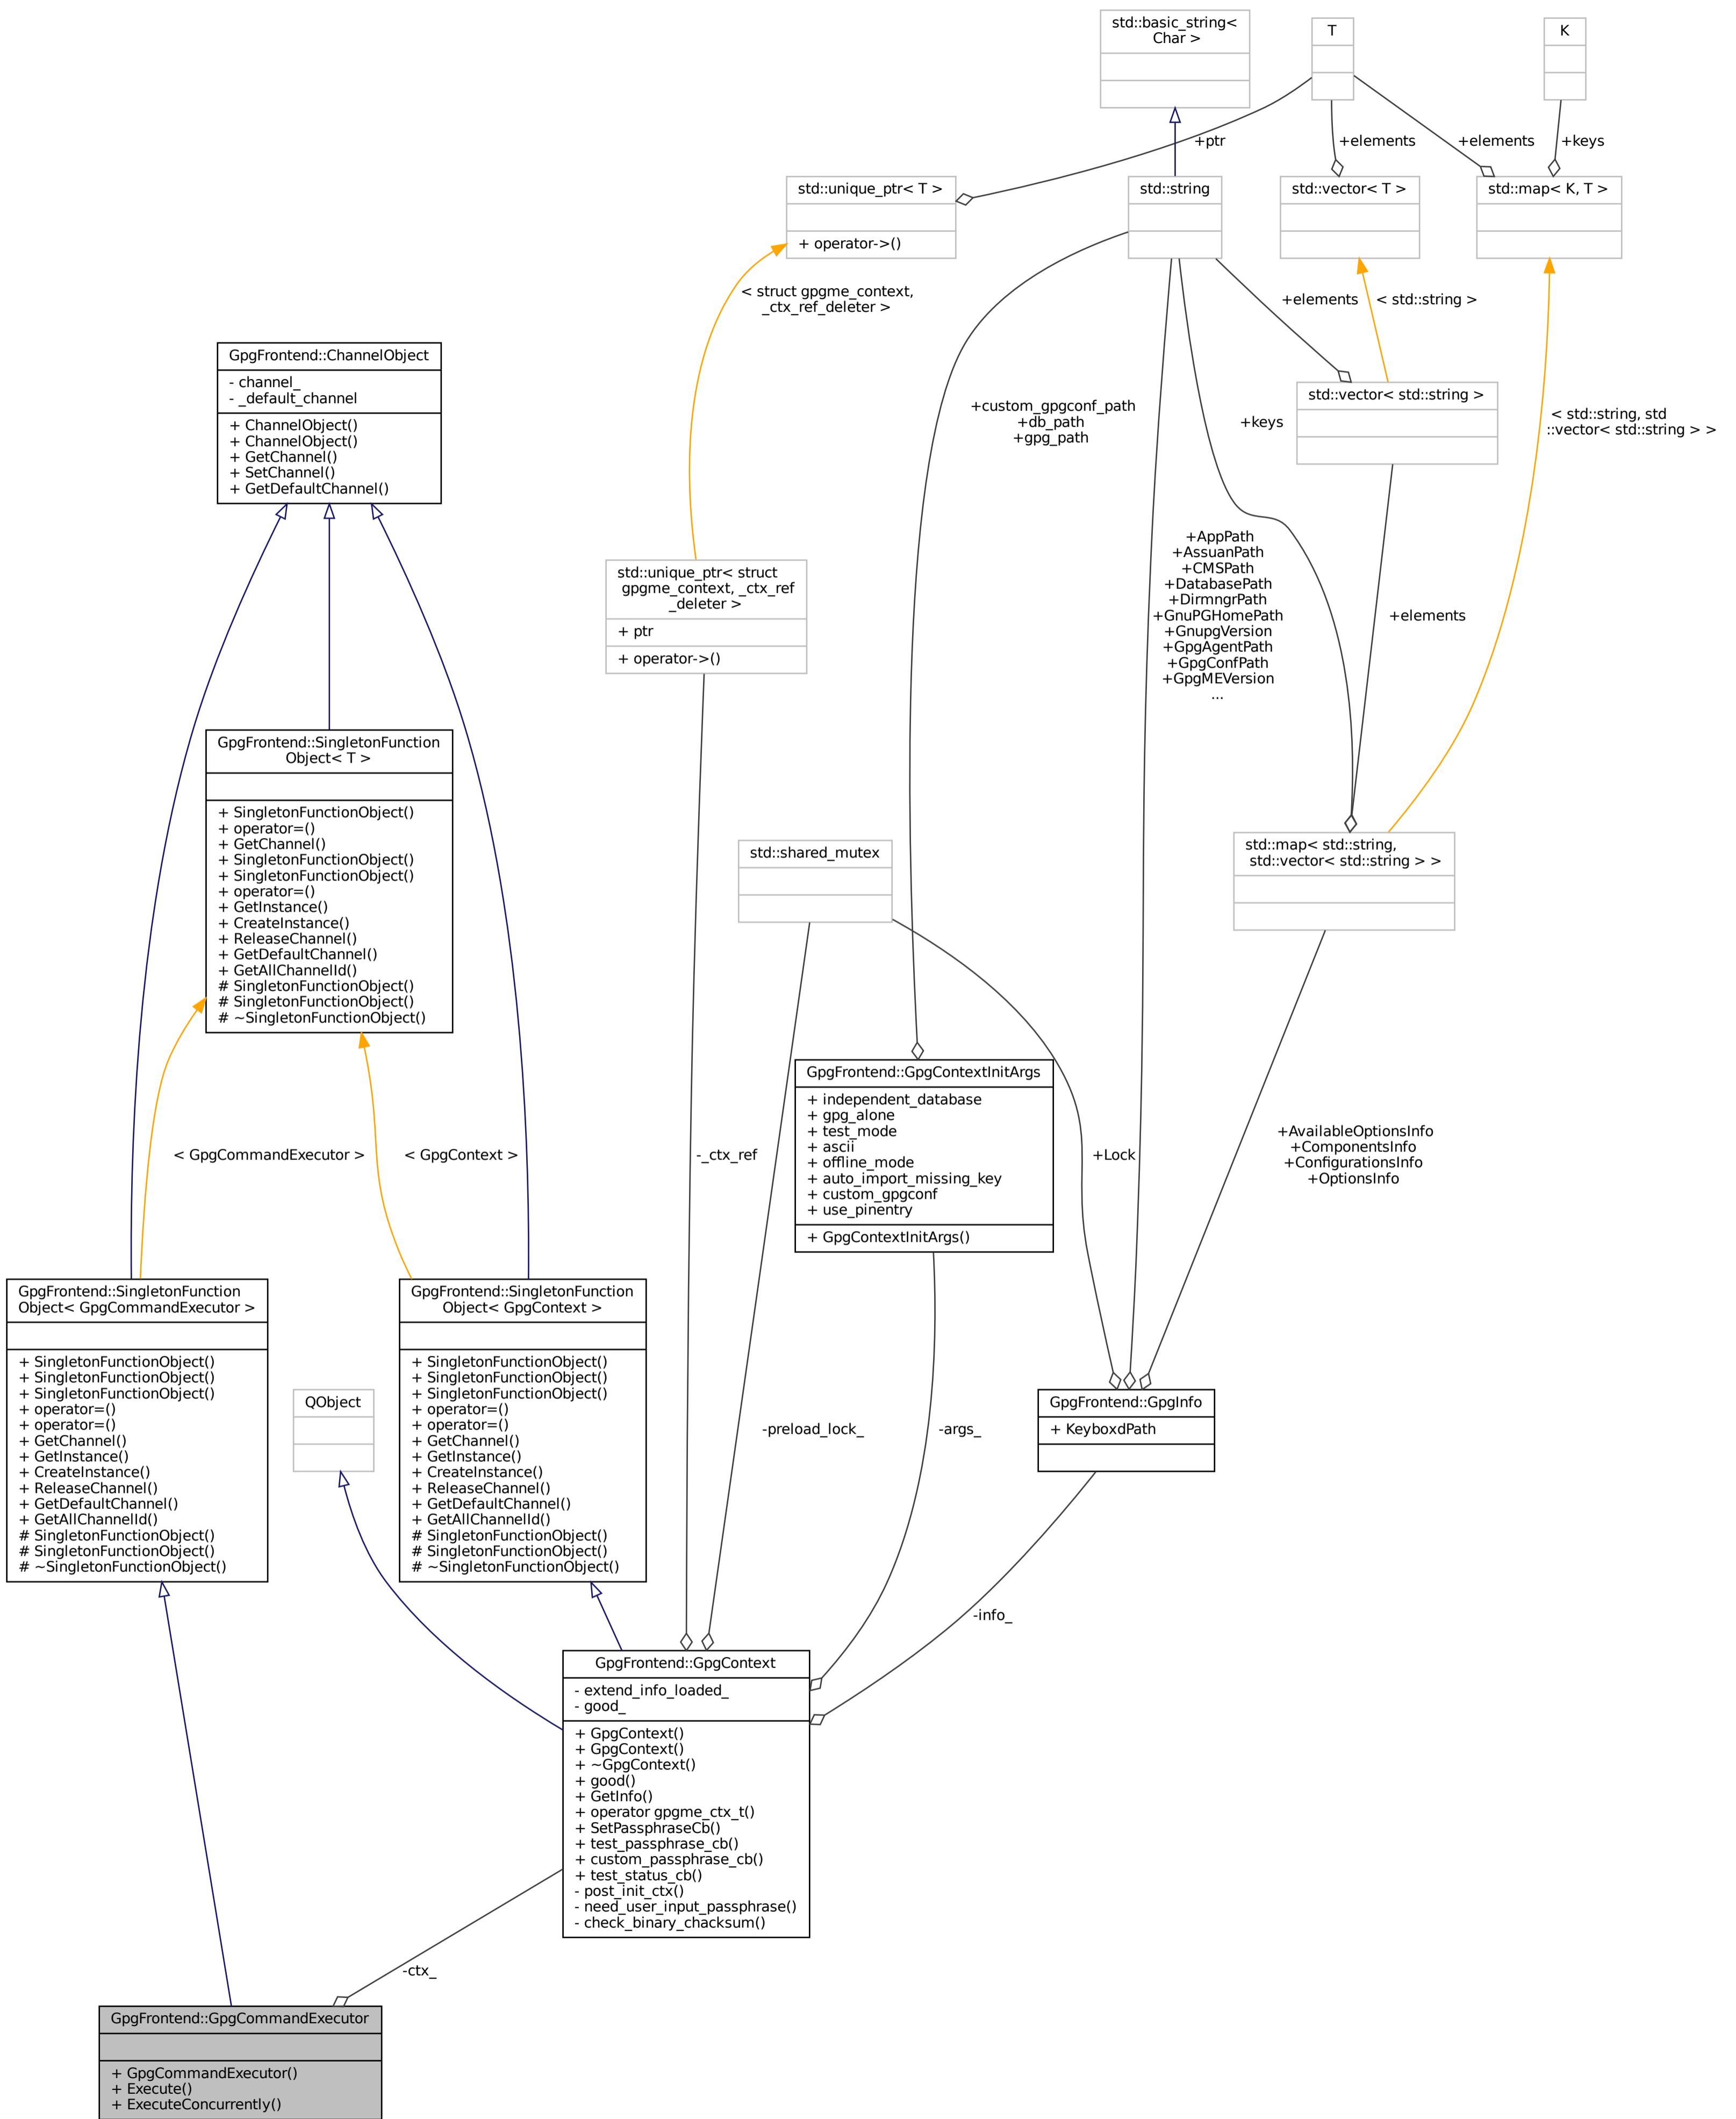 std::basic_string<
Char >
T
K
+ptr
+elements
+elements
+keys
std::unique_ptr< T >
+ operator->()
std::string
std::vector< T >
std::map< K, T >
< struct gpgme_context,
_ctx_ref_deleter >
+elements
< std::string >
GpgFrontend::ChannelObject
- channel_
- _default_channel
+ ChannelObject()
+ ChannelObject()
+ GetChannel()
+ SetChannel()
+ GetDefaultChannel()
+custom_gpgconf_path
+db_path
+gpg_path
+keys
std::vector< std::string >
< std::string, std
::vector< std::string > >
std::unique_ptr< struct
gpgme_context, _ctx_ref
_deleter >
+ ptr
+ operator->()
+AppPath
+AssuanPath
+CMSPath
+DatabasePath
+DirmngrPath
+GnuPGHomePath
+GnupgVersion
+GpgAgentPath
+GpgConfPath
+GpgMEVersion
...
+elements
GpgFrontend::SingletonFunction
Object< T >
+ SingletonFunctionObject()
+ operator=()
+ GetChannel()
+ SingletonFunctionObject()
+ SingletonFunctionObject()
+ operator=()
+ GetInstance()
+ CreateInstance()
+ ReleaseChannel()
+ GetDefaultChannel()
+ GetAllChannelId()
# SingletonFunctionObject()
# SingletonFunctionObject()
# ~SingletonFunctionObject()
std::shared_mutex
std::map< std::string,
std::vector< std::string > >
< GpgCommandExecutor >
< GpgContext >
-_ctx_ref
GpgFrontend::GpgContextInitArgs
+ independent_database
+ gpg_alone
+ test_mode
+ ascii
+ offline_mode
+ auto_import_missing_key
+ custom_gpgconf
+ use_pinentry
+ GpgContextInitArgs()
+Lock
+AvailableOptionsInfo
+ComponentsInfo
+ConfigurationsInfo
+OptionsInfo
GpgFrontend::SingletonFunction
Object< GpgCommandExecutor >
+ SingletonFunctionObject()
+ SingletonFunctionObject()
+ SingletonFunctionObject()
+ operator=()
+ operator=()
+ GetChannel()
+ GetInstance()
+ CreateInstance()
+ ReleaseChannel()
+ GetDefaultChannel()
+ GetAllChannelId()
# SingletonFunctionObject()
# SingletonFunctionObject()
# ~SingletonFunctionObject()
QObject
GpgFrontend::SingletonFunction
Object< GpgContext >
+ SingletonFunctionObject()
+ SingletonFunctionObject()
+ SingletonFunctionObject()
+ operator=()
+ operator=()
+ GetChannel()
+ GetInstance()
+ CreateInstance()
+ ReleaseChannel()
+ GetDefaultChannel()
+ GetAllChannelId()
# SingletonFunctionObject()
# SingletonFunctionObject()
# ~SingletonFunctionObject()
-preload_lock_
-args_
GpgFrontend::GpgInfo
+ KeyboxdPath
-info_
GpgFrontend::GpgContext
- extend_info_loaded_
- good_
+ GpgContext()
+ GpgContext()
+ ~GpgContext()
+ good()
+ GetInfo()
+ operator gpgme_ctx_t()
+ SetPassphraseCb()
+ test_passphrase_cb()
+ custom_passphrase_cb()
+ test_status_cb()
- post_init_ctx()
- need_user_input_passphrase()
- check_binary_chacksum()
-ctx_
GpgFrontend::GpgCommandExecutor
+ GpgCommandExecutor()
+ Execute()
+ ExecuteConcurrently()